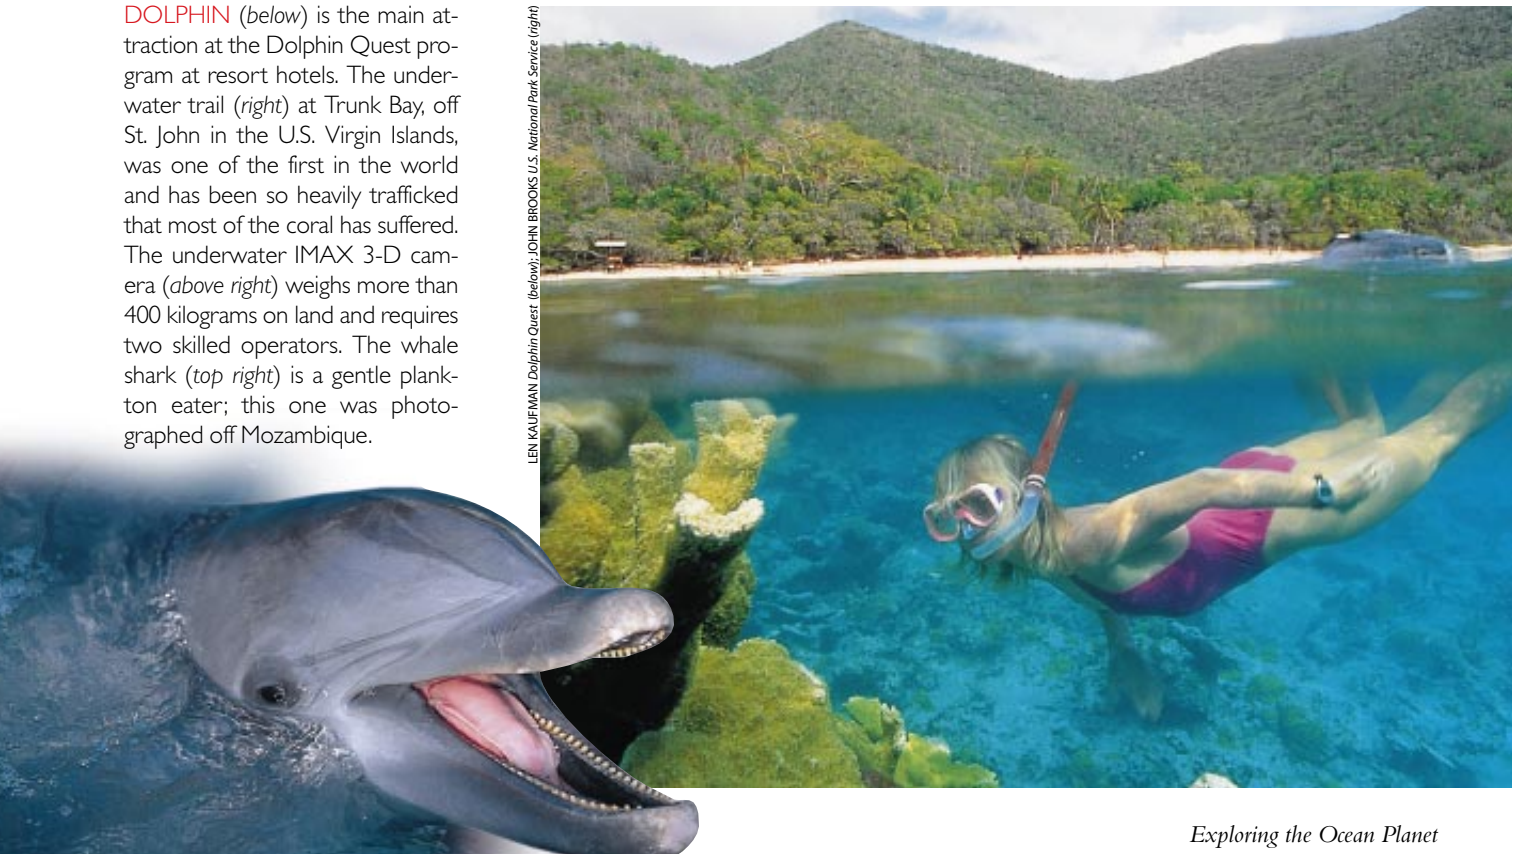 DOLPHIN (below) is the main at-
traction at the Dolphin Quest pro-
gram at resort hotels. The under-
water trail (right) at Trunk Bay, off
St. John in the U.S. Virgin Islands,
was one of the first in the world
and has been so heavily trafficked
that most of the coral has suffered.
The underwater IMAX 3-D cam-
era (above right) weighs more than
400 kilograms on land and requires
two skilled operators. The whale
shark (top right) is a gentle plank-
ton eater; this one was photo-
graphed off Mozambique.
LEN KAUFMAN Dolphin Quest (below); JOHN BROOKS U.S. National Park Service (right)
Exploring the Ocean Planet